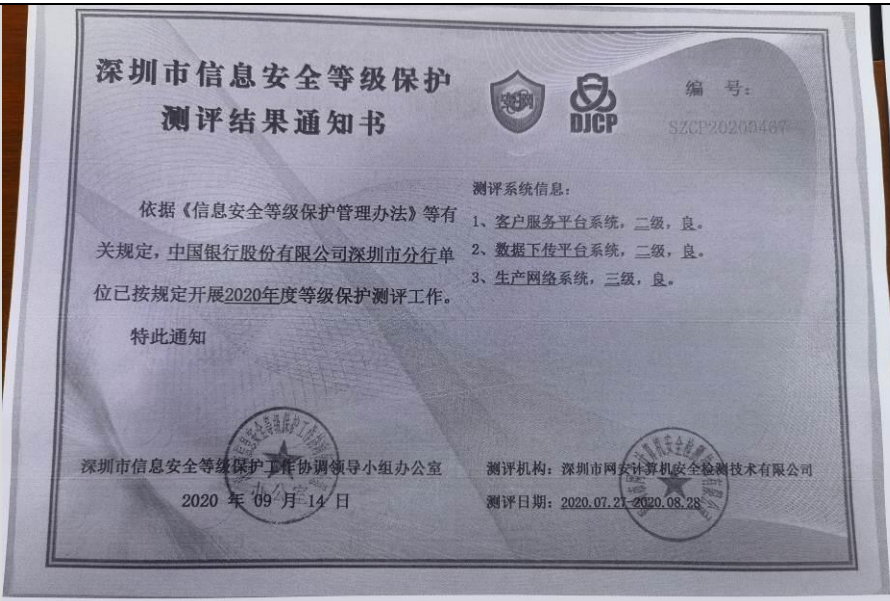 深圳市信息安全等级保护
测评结果通知书
安网
DJCP
编 号:
SZCP20200487
依据《信息安全等级保护管理办法》等有
关规定，中国银行股份有限公司深圳市分行单
位已按规定开展2020年度等级保护测评工作。
特此通知
测评系统信息：
1、客户服务平台系统，二级，良。
2、数据下传平台系统，二级，良。
3、生产网络系统，三级，良。
深圳市信息安全等级保护工作协调领导小组办公室
2020 年 09 月 14 日
办公室
测评机构：深圳市网安计算机安全检测技术有限公司
测评日期：2020.07.27-2020.08.28